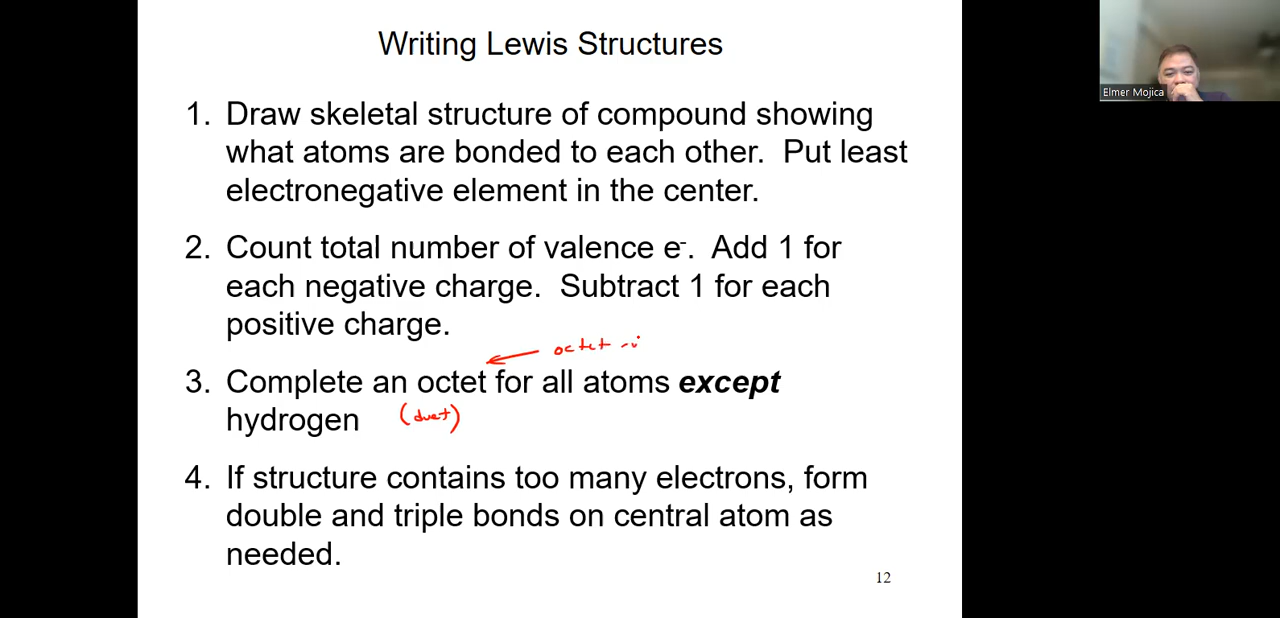 Writing Lewis Structures
Elmer Mojica
1. Draw skeletal structure of compound showing
what atoms are bonded to each other. Put least
electronegative element in the center.
2. Count total number of valence e⁻. Add 1 for
each negative charge. Subtract 1 for each
positive charge.
octet
3. Complete an octet for all atoms except
hydrogen (duet)
4. If structure contains too many electrons, form
double and triple bonds on central atom as
needed.
12